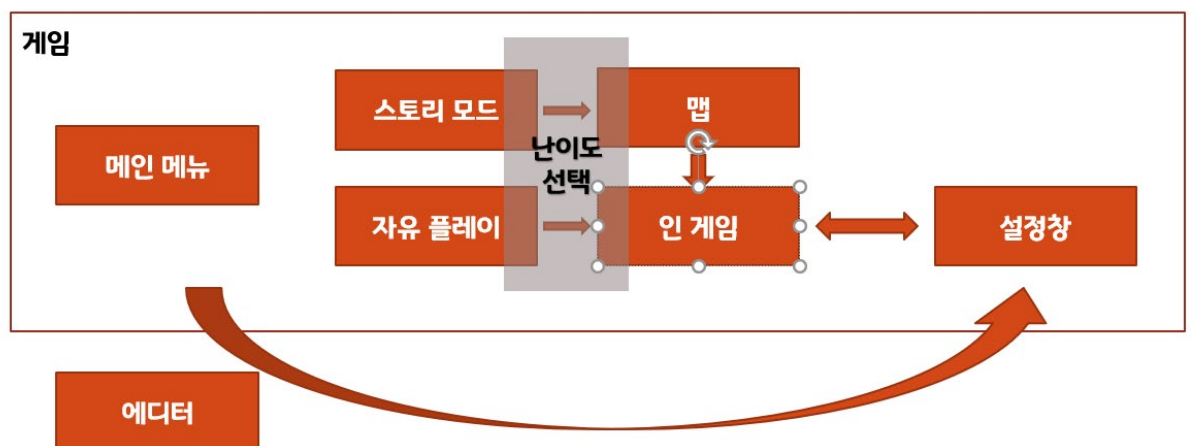 게임
스토리 모드
맵
메인 메뉴
난이도
선택
자유 플레이
인 게임
설정창
에디터